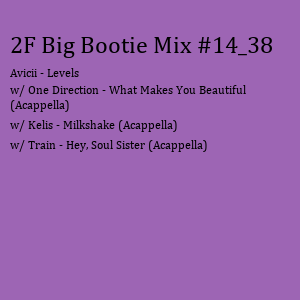 2F Big Bootie Mix #14_38
Avicii - Levels
w/ One Direction - What Makes You Beautiful
(Acappella)
w/ Kelis - Milkshake (Acappella)
w/ Train - Hey, Soul Sister (Acappella)